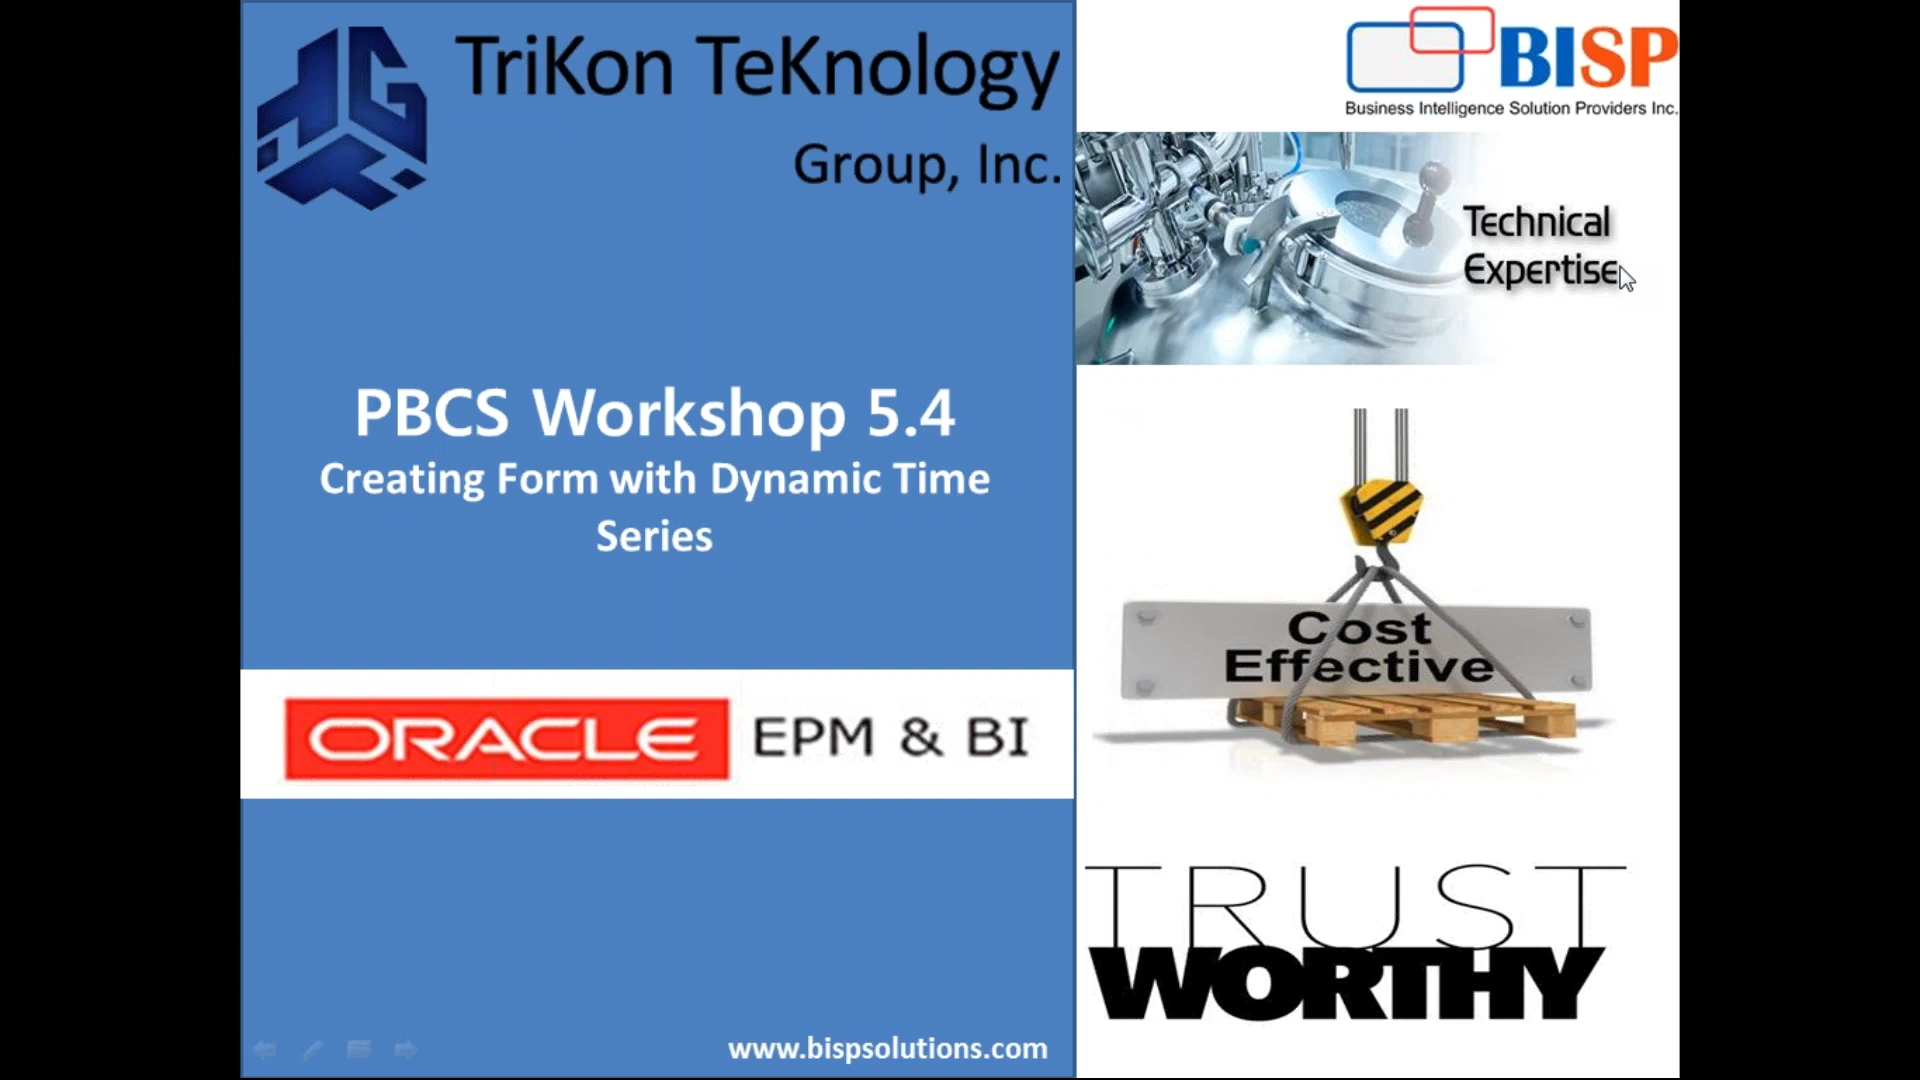 TriKon TeKnology
Group, Inc.
PBCS Workshop 5.4
Creating Form with Dynamic Time
Series
ORACLE EPM & BI
www.bispsolutions.com
BISP
Business Intelligence Solution Providers Inc.
Technical
Expertise
Cost
Effective
TRUST
WORTHY